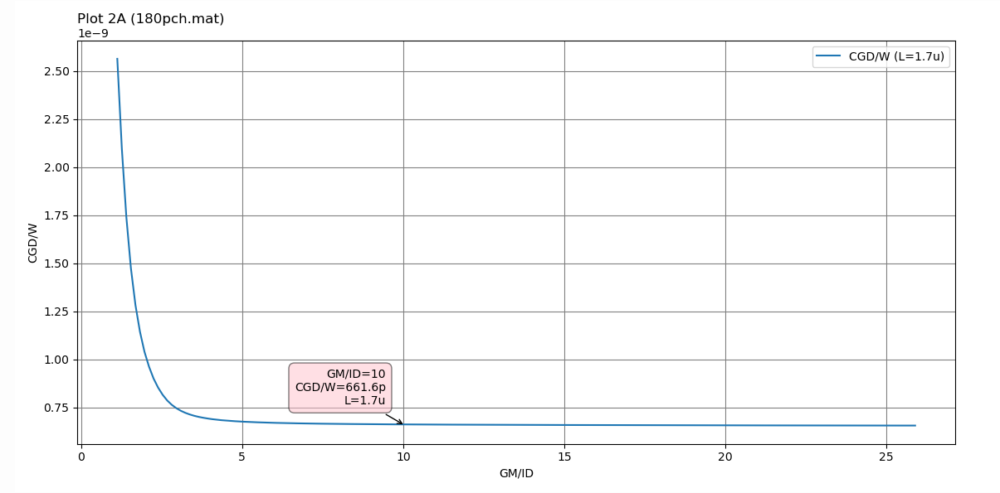 Plot 2A (180pch.mat)
1e−9
CGD/W (L=1.7u)
2.50
2.25
2.00
1.75
1.50
1.25
1.00
0.75
CGD/W
GM/ID=10
CGD/W=661.6p
L=1.7u
0 5 10 15 20 25
GM/ID